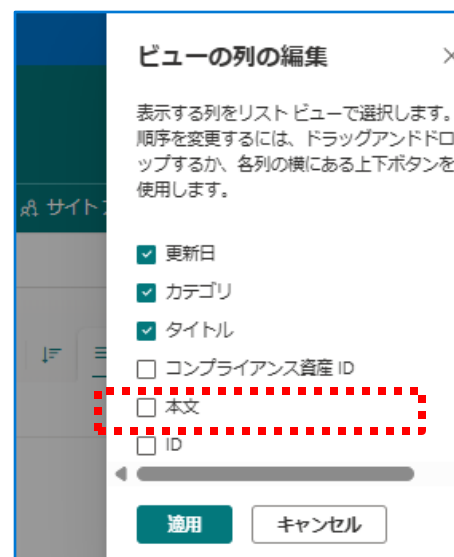 ビューの列の編集
表示する列をリスト ビューで選択します。
順序を変更するには、ドラッグアンドドロ
ップするか、各列の横にある上下ボタンを
使用します。
サイト
更新日
カテゴリ
タイトル
コンプライアンス資産 ID
本文
ID
適用
キャンセル